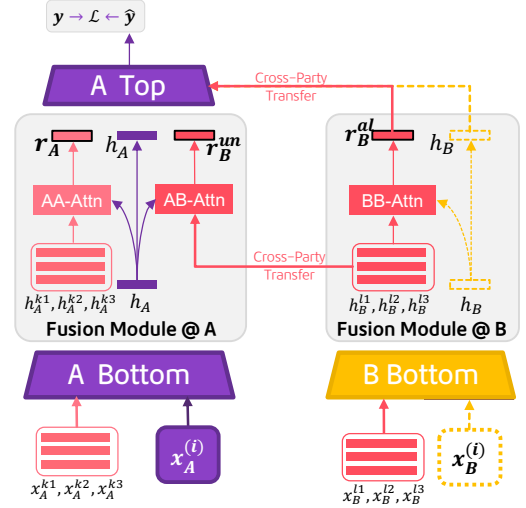 y → ℒ ← ŷ
A Top
Cross-Party
Transfer
r_A
h_A
r_B^{un}
r_B^{al}
h_B
AA-Attn
AB-Attn
BB-Attn
Cross-Party
Transfer
h_A^{k1}, h_A^{k2}, h_A^{k3}
h_A
h_B^{l1}, h_B^{l2}, h_B^{l3}
h_B
Fusion Module @ A
Fusion Module @ B
A Bottom
B Bottom
x_A^{(i)}
x_B^{(i)}
x_A^{k1}, x_A^{k2}, x_A^{k3}
x_B^{l1}, x_B^{l2}, x_B^{l3}